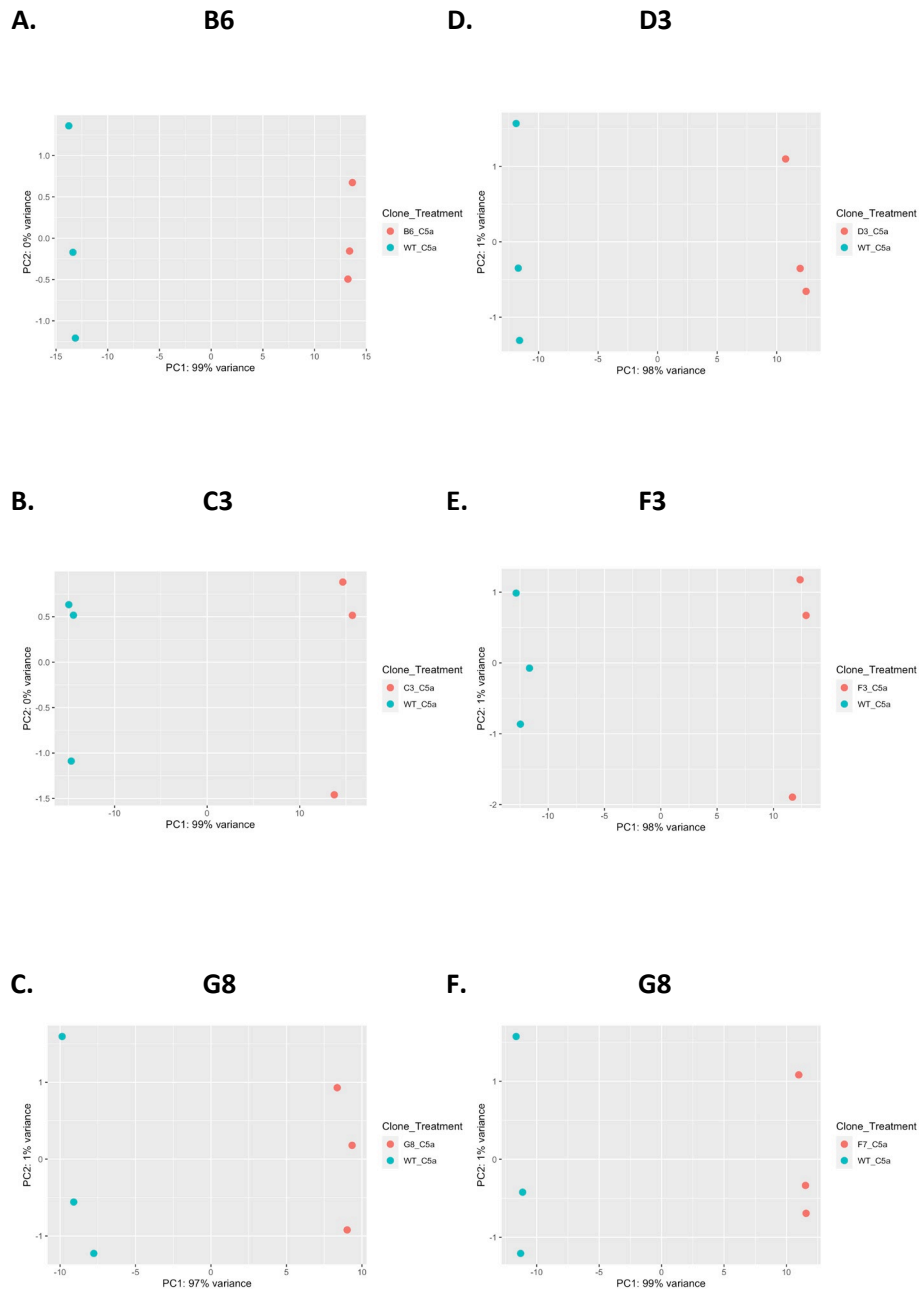 A. B6
1.0
0.5
0.0
-0.5
-1.0
PC2: 0% variance
-15 -10 -5 0 5 10 15
PC1: 99% variance
Clone_Treatment
B6_C5a
WT_C5a
D. D3
1
0
-1
PC2: 1% variance
-10 -5 0 5 10
PC1: 98% variance
Clone_Treatment
D3_C5a
WT_C5a
B. C3
0.5
0.0
-0.5
-1.0
-1.5
PC2: 0% variance
-10 0 10
PC1: 99% variance
Clone_Treatment
C3_C5a
WT_C5a
E. F3
1
0
-1
-2
PC2: 1% variance
-10 -5 0 5 10
PC1: 98% variance
Clone_Treatment
F3_C5a
WT_C5a
C. G8
1
0
-1
PC2: 1% variance
-10 -5 0 5 10
PC1: 97% variance
Clone_Treatment
G8_C5a
WT_C5a
F. G8
1
0
-1
PC2: 1% variance
-10 -5 0 5 10
PC1: 99% variance
Clone_Treatment
F7_C5a
WT_C5a